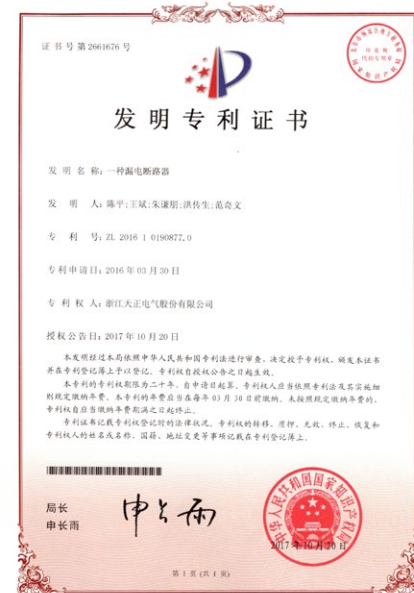 证书号第2661676号
发明专利证书
发明名称：一种漏电断路器
发明人：陈平;王斌;朱谦朋;洪传生;范奇文
专利号：ZL 2016 1 0190877.0
专利申请日：2016年03月30日
专利权人：浙江天正电气股份有限公司
授权公告日：2017年10月20日
本发明经过本局依照中华人民共和国专利法进行审查，决定授予专利权，颁发本证书
并在专利登记簿上予以登记。专利权自授权公告之日起生效。
本专利的专利权期限为二十年，自申请日起算。专利权人应当依照专利法及其实施细
则规定缴纳年费。本专利的年费应当在每年03月30日前缴纳。未按照规定缴纳年费的，
专利权自应当缴纳年费期满之日起终止。
专利证书记载专利权登记时的法律状况。专利权的转移、质押、无效、终止、恢复和
专利权人的姓名或名称、国籍、地址变更等事项记载在专利登记簿上。
局长
申长雨
申长雨
中华人民共和国国家知识产权局
2017年10月20日
第1页(共1页)